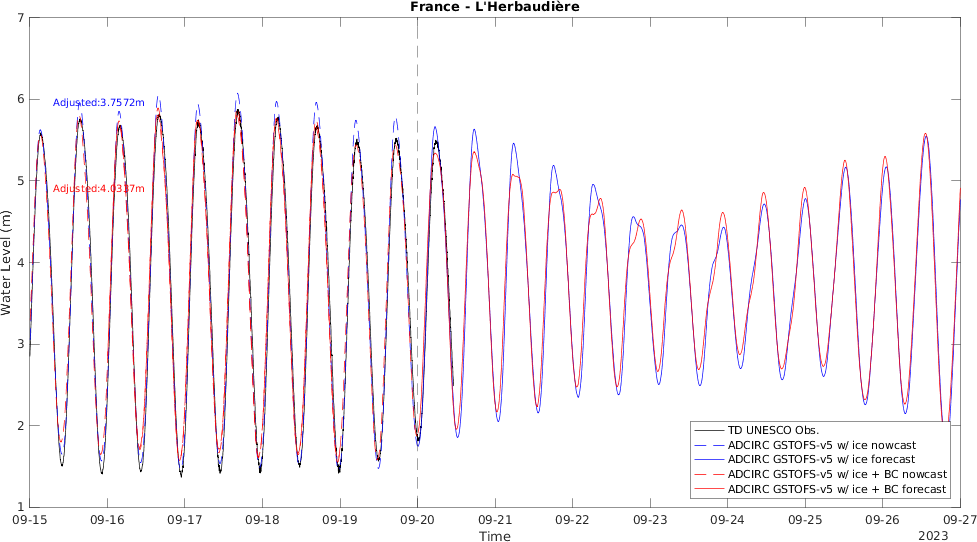 France - L'Herbaudière
7
6
5
4
3
2
1
Water Level (m)
Adjusted:3.7572m
Adjusted:4.0337m
TD UNESCO Obs.
ADCIRC GSTOFS-v5 w/ ice nowcast
ADCIRC GSTOFS-v5 w/ ice forecast
ADCIRC GSTOFS-v5 w/ ice + BC nowcast
ADCIRC GSTOFS-v5 w/ ice + BC forecast
09-15 09-16 09-17 09-18 09-19 09-20 09-21 09-22 09-23 09-24 09-25 09-26 09-27
Time
2023